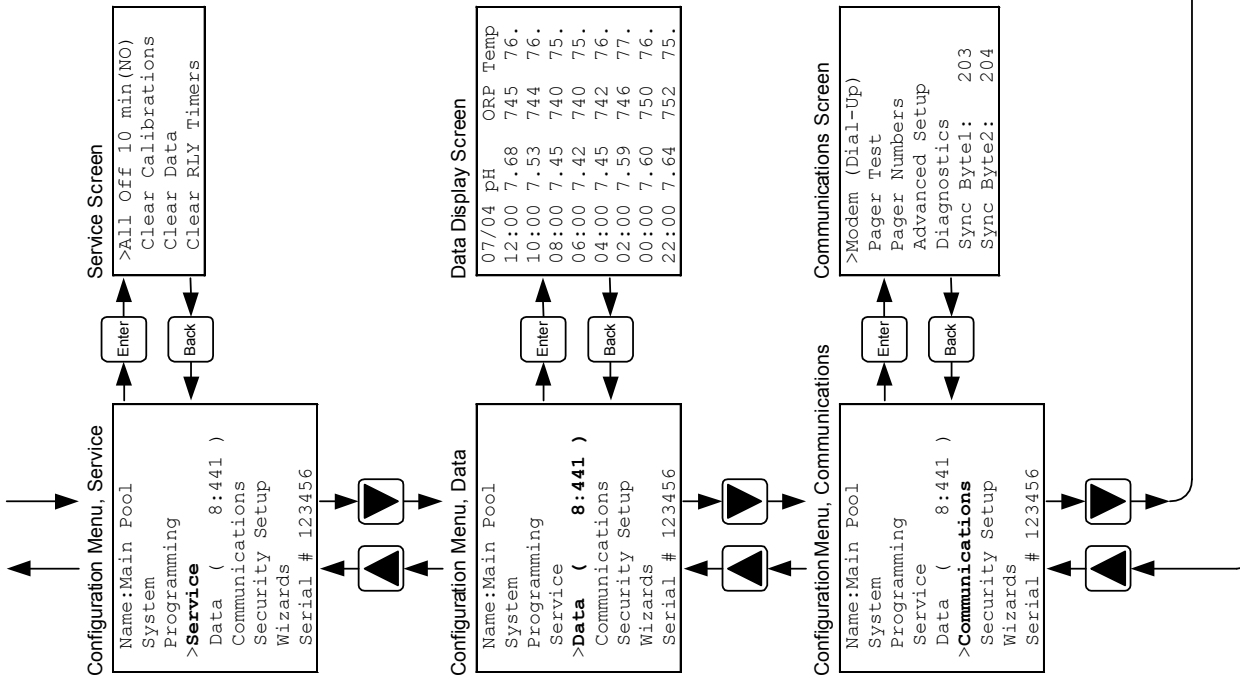 Configuration Menu, Service
Name:Main Pool
System
Programming
>Service
Data ( 8:441 )
Communications
Security Setup
Wizards
Serial # 123456
Enter
Back
Service Screen
>All Off 10 min(NO)
Clear Calibrations
Clear Data
Clear RLY Timers
Configuration Menu, Data
Name:Main Pool
System
Programming
Service
>Data ( 8:441 )
Communications
Security Setup
Wizards
Serial # 123456
Enter
Back
Data Display Screen
07/04 pH ORP Temp
12:00 7.68 745 76.
10:00 7.53 744 76.
08:00 7.45 740 75.
06:00 7.42 740 75.
04:00 7.45 742 76.
02:00 7.59 746 77.
00:00 7.60 750 76.
22:00 7.64 752 75.
Configuration Menu, Communications
Name:Main Pool
System
Programming
Service
Data ( 8:441 )
>Communications
Security Setup
Wizards
Serial # 123456
Enter
Back
Communications Screen
>Modem (Dial-Up)
Pager Test
Pager Numbers
Advanced Setup
Diagnostics
Sync Byte1: 203
Sync Byte2: 204